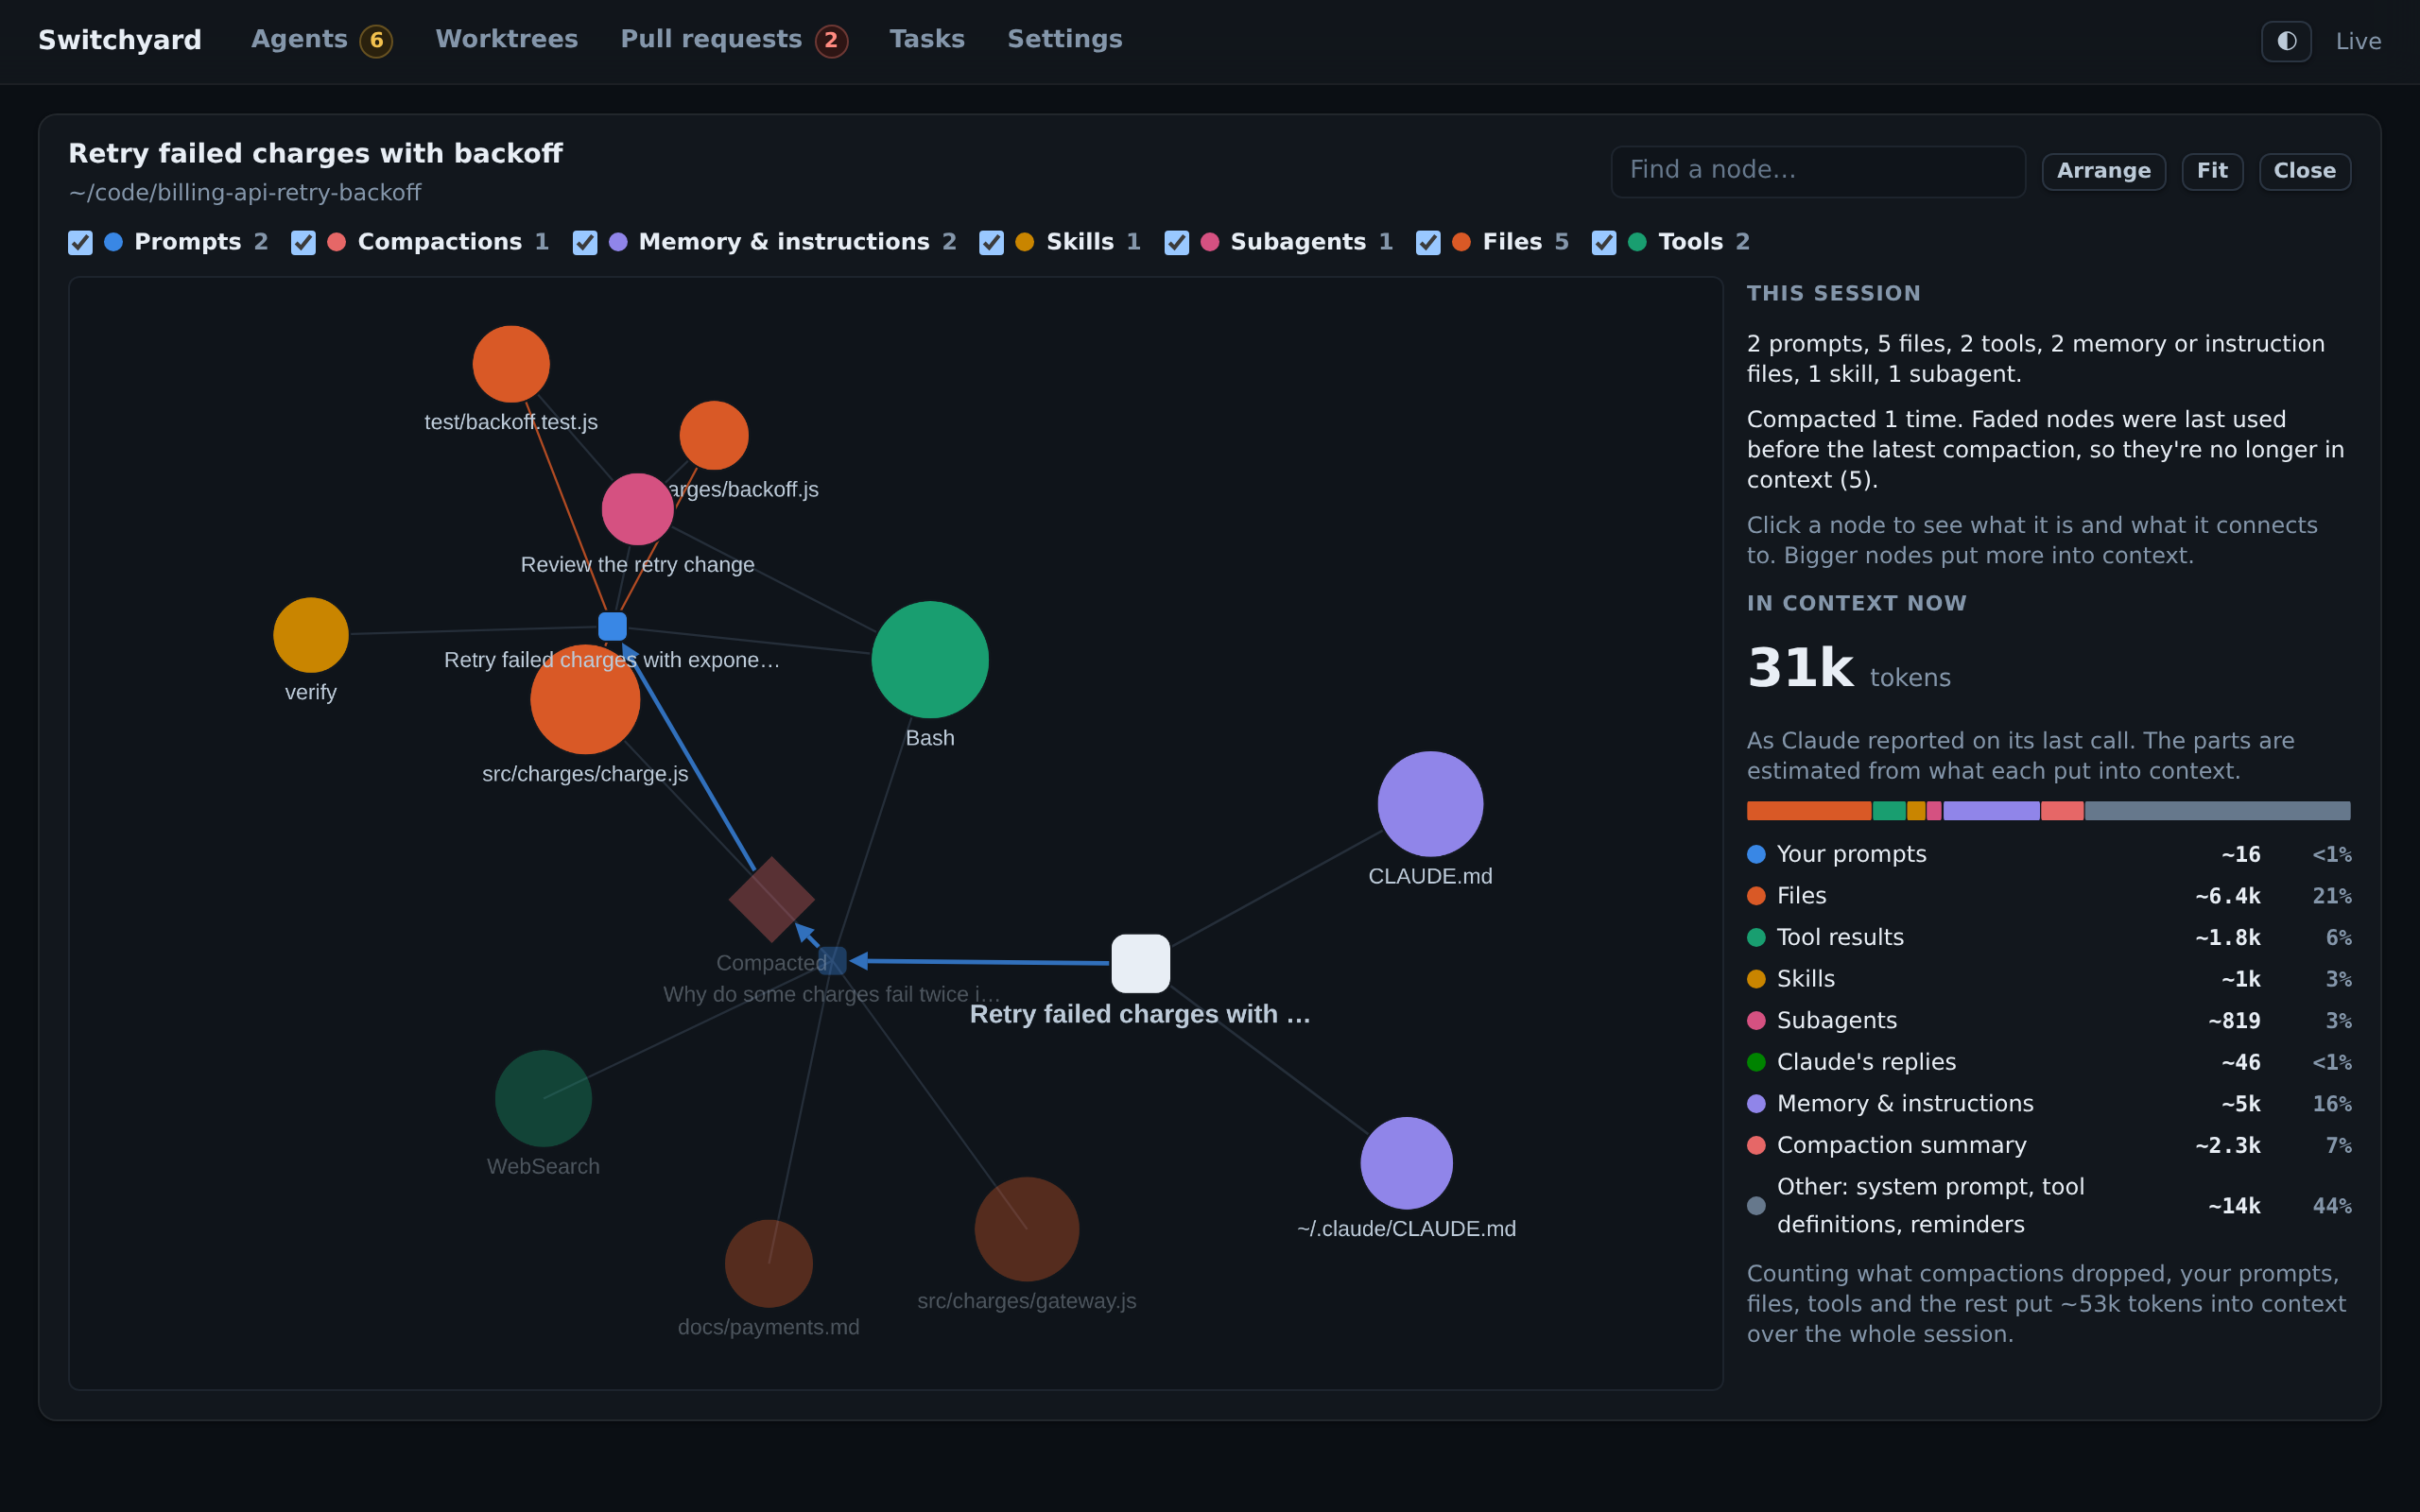 Switchyard Agents 6 Worktrees Pull requests 2 Tasks Settings Live
Retry failed charges with backoff
~/code/billing-api-retry-backoff
Find a node... Arrange Fit Close
Prompts 2 Compactions 1 Memory & instructions 2 Skills 1 Subagents 1 Files 5 Tools 2
test/backoff.test.js
arges/backoff.js
Review the retry change
Retry failed charges with expone…
verify
Bash
src/charges/charge.js
CLAUDE.md
Compacted
Why do some charges fail twice i…
Retry failed charges with …
WebSearch
~/.claude/CLAUDE.md
src/charges/gateway.js
docs/payments.md
THIS SESSION
2 prompts, 5 files, 2 tools, 2 memory or instruction
files, 1 skill, 1 subagent.
Compacted 1 time. Faded nodes were last used
before the latest compaction, so they're no longer in
context (5).
Click a node to see what it is and what it connects
to. Bigger nodes put more into context.
IN CONTEXT NOW
31k tokens
As Claude reported on its last call. The parts are
estimated from what each put into context.
Your prompts ~16 <1%
Files ~6.4k 21%
Tool results ~1.8k 6%
Skills ~1k 3%
Subagents ~819 3%
Claude's replies ~46 <1%
Memory & instructions ~5k 16%
Compaction summary ~2.3k 7%
Other: system prompt, tool
definitions, reminders ~14k 44%
Counting what compactions dropped, your prompts,
files, tools and the rest put ~53k tokens into context
over the whole session.